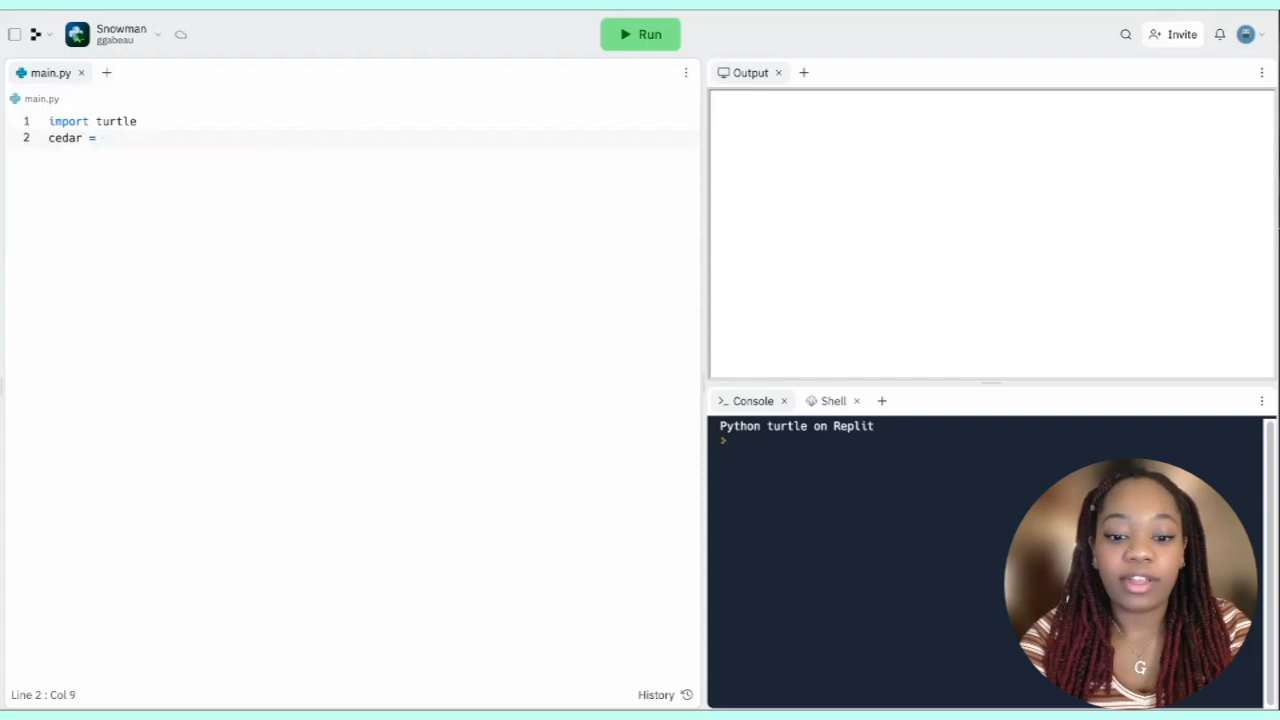 Snowman
ggabeau
Run
Invite
main.py
main.py
1 import turtle
2 cedar =
Line 2 : Col 9
History
Output
>_ Console
Shell
Python turtle on Replit
>
G